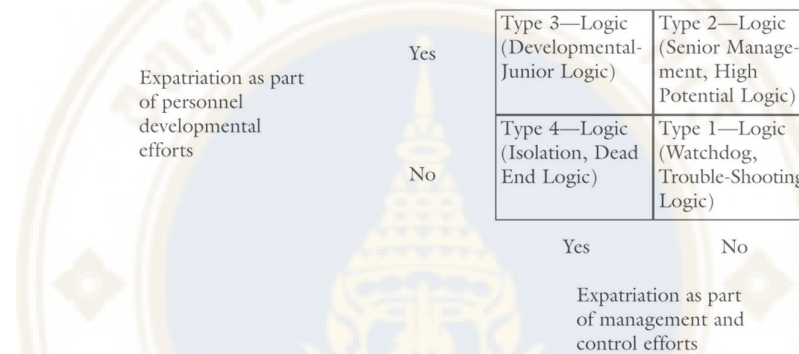 Type 3—Logic
(Developmental-
Junior Logic)
Type 2—Logic
(Senior Manage-
ment, High
Potential Logic)
Yes
Expatriation as part
of personnel
developmental
efforts
Type 4—Logic
(Isolation, Dead
End Logic)
Type 1—Logic
(Watchdog,
Trouble-Shooting
Logic)
No
Yes
No
Expatriation as part
of management and
control efforts